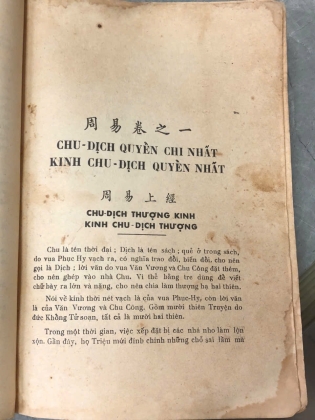 周易卷之一
CHU-DỊCH QUYỀN CHI NHẤT
KINH CHU-DỊCH QUYỀN NHẤT
周易上經
CHU-DỊCH THƯỢNG KINH
KINH CHU-DỊCH THƯỢNG
Chu là tên thời đại; Dịch là tên sách; quẻ ở trong sách,
do vua Phục Hy vạch ra, có nghĩa trao đổi, biến đổi, cho nên
gọi là Dịch; lời văn do vua Văn Vương và Chu Công đặt thêm,
cho nên ghép vào nhà Chu. Vì thẻ bằng tre dùng để viết
chữ bày ra lớn và nặng, cho nên chia làm thượng hạ hai thiên.
Nói về kinh thời nét vạch là của vua Phục-Hy, còn lời văn
là của Văn Vương và Chu Công. Gồm mười thiên Truyện do
đức Khổng Tử soạn, tất cả là mười hai thiên.
Trong một thời gian, việc xếp đặt bị các nhà nho làm lộn
xộn. Gần đây, họ Triệu mới đính chính những chỗ sai lầm mà